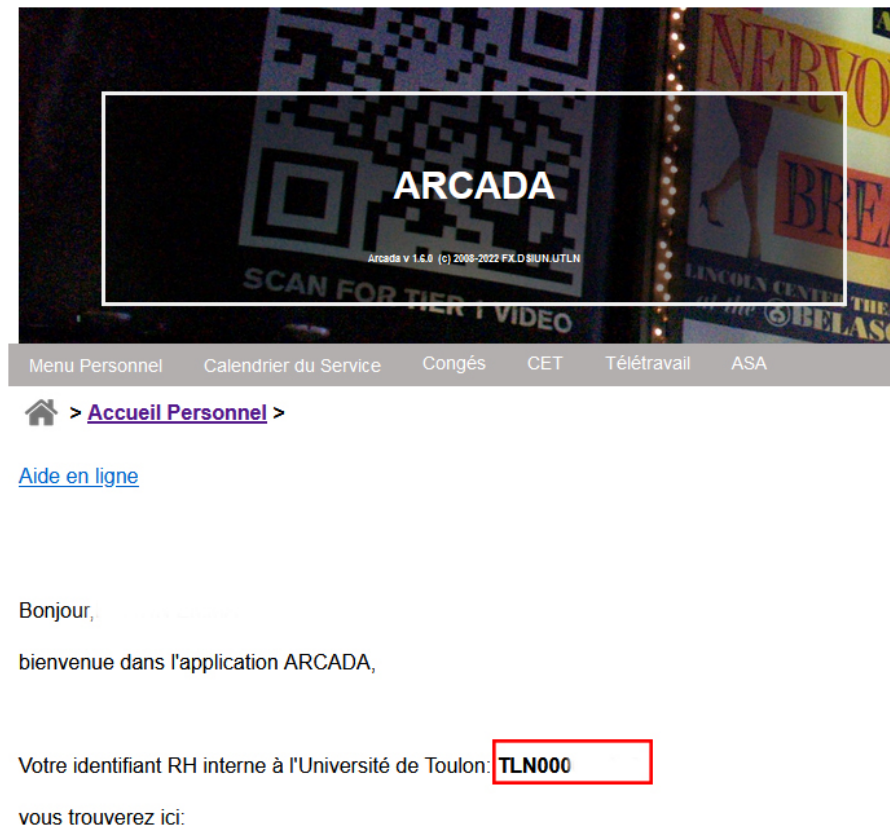 NERVO
BREA
ARCADA
Arcada v 1.6.0 (c) 2008-2022 FX.DSIUN.UTLN
SCAN FOR TIER 1 VIDEO
LINCOLN CENTER THE
at the BELASC
Menu Personnel Calendrier du Service Congés CET Télétravail ASA
> Accueil Personnel >
Aide en ligne
Bonjour,
bienvenue dans l'application ARCADA,
Votre identifiant RH interne à l'Université de Toulon: TLN000
vous trouverez ici: